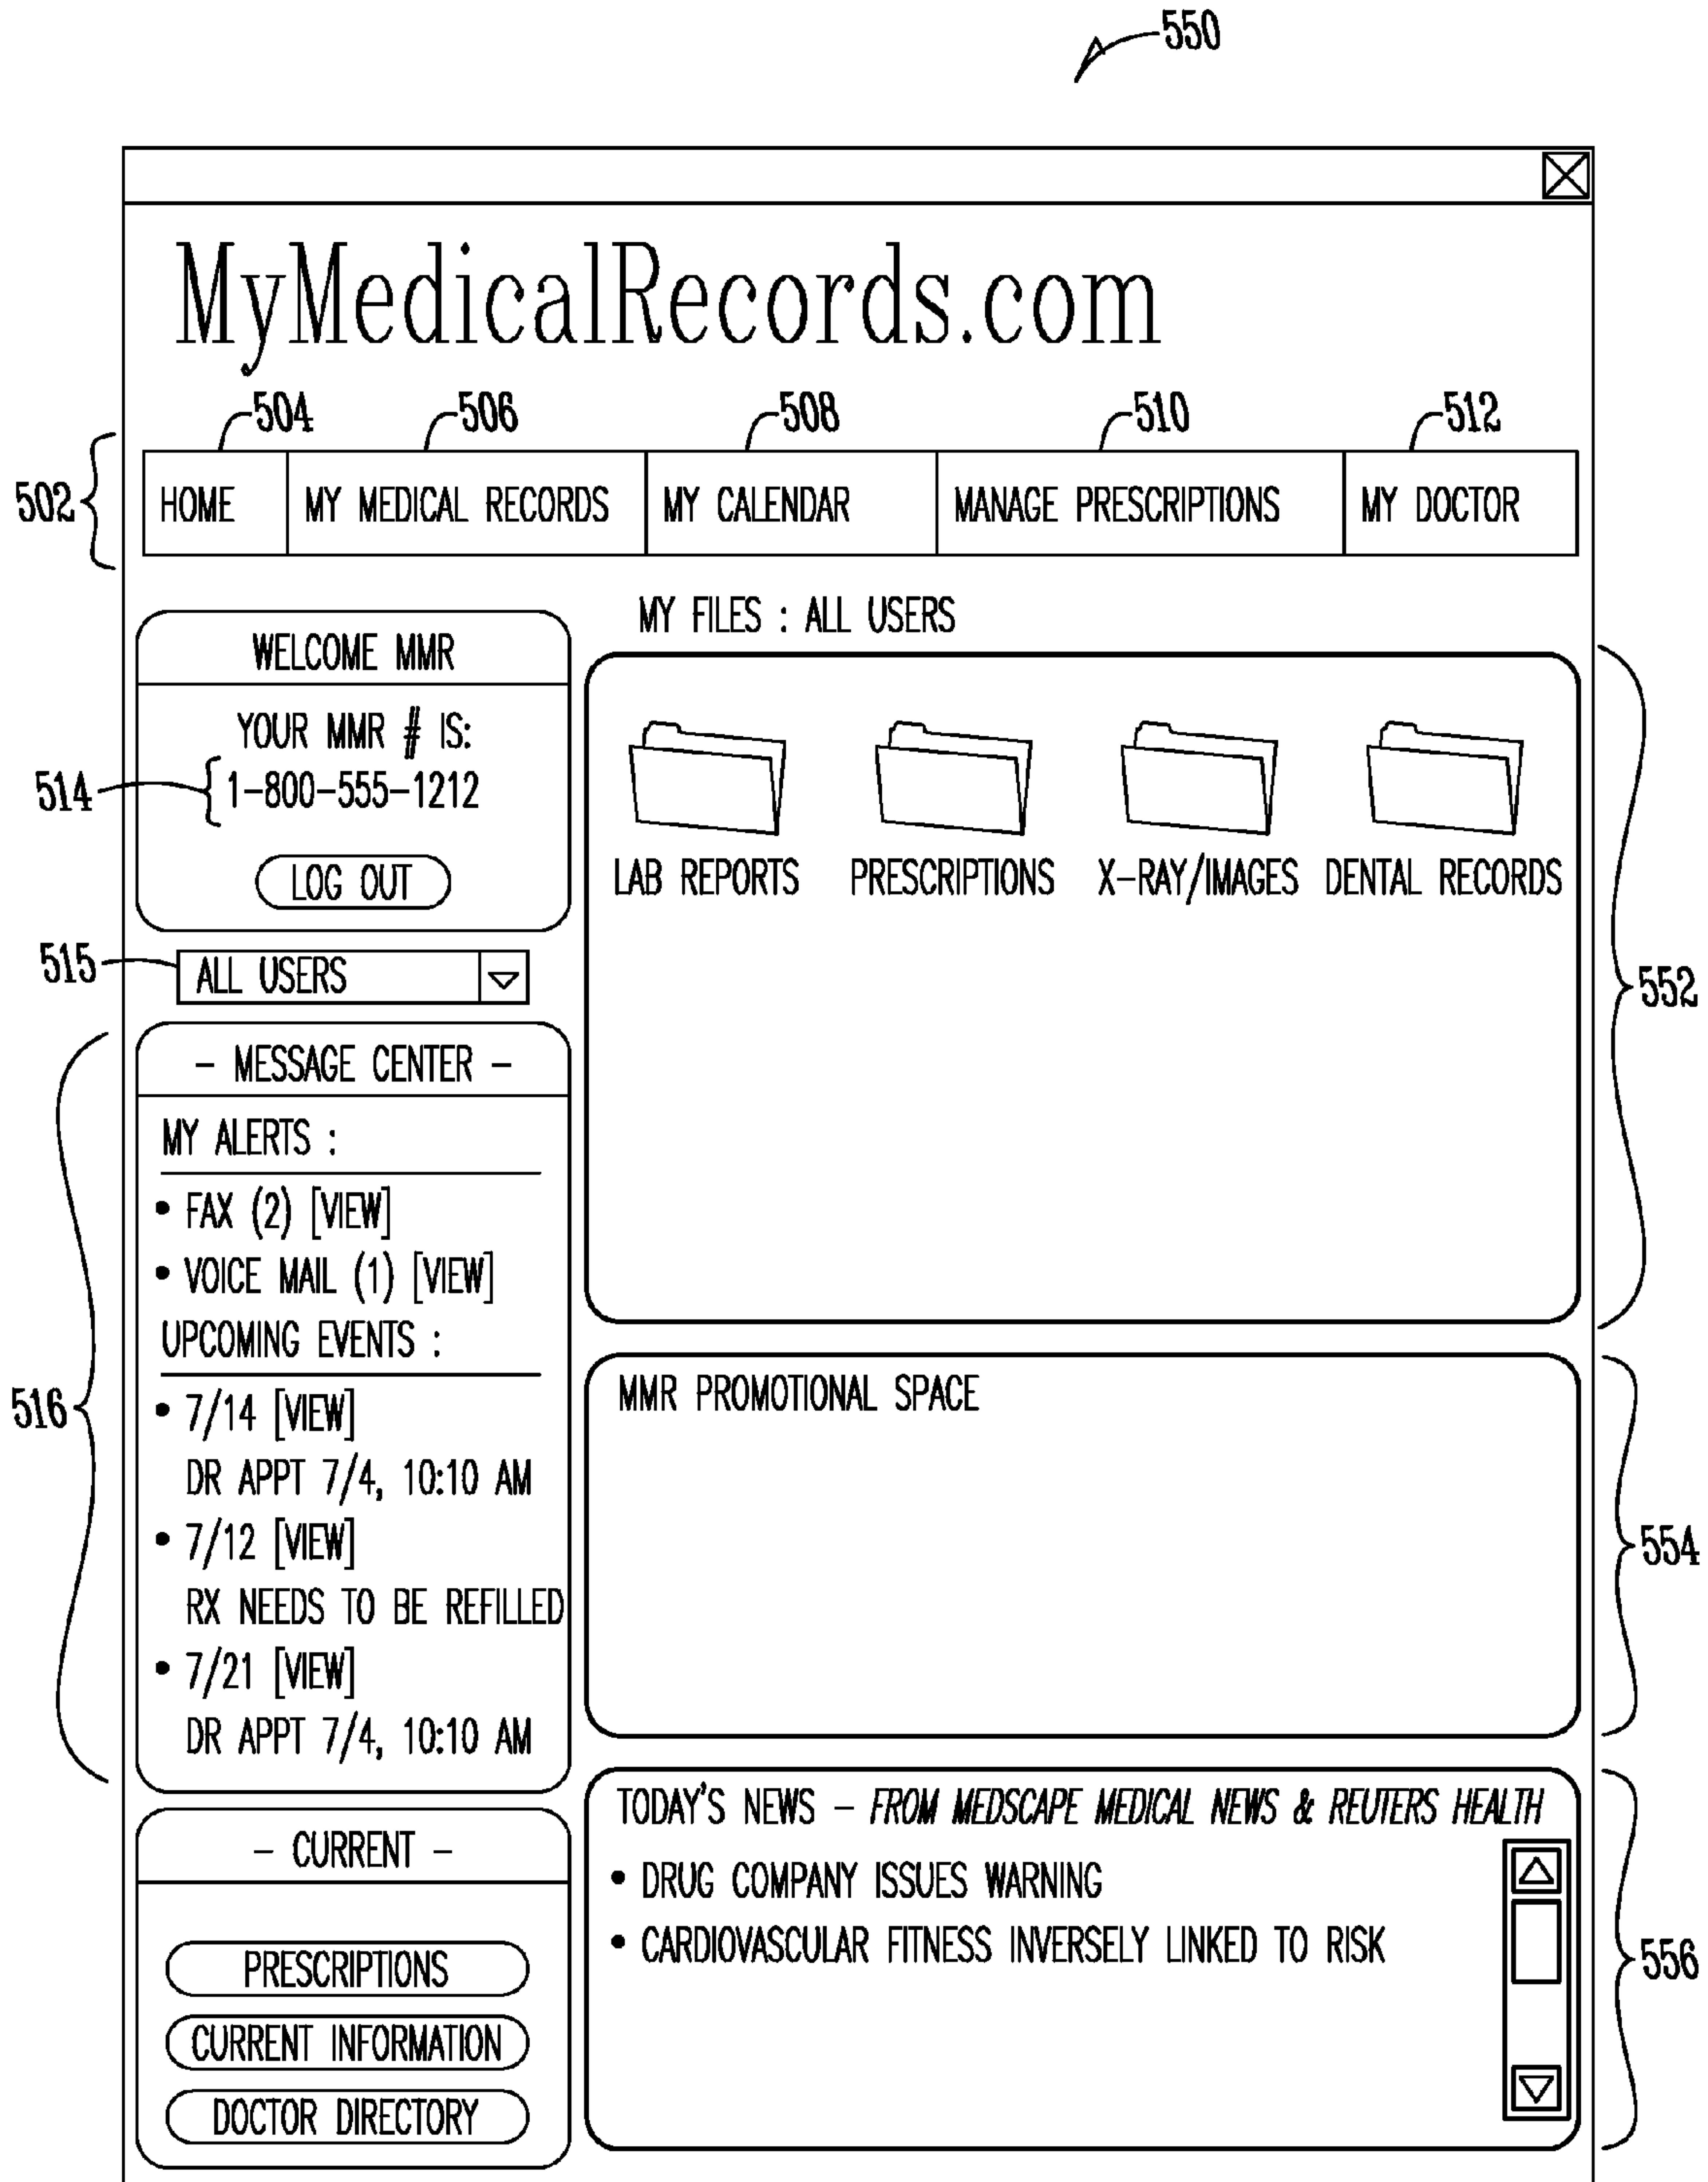 550
MyMedicalRecords.com
504 506 508 510 512
502
HOME MY MEDICAL RECORDS MY CALENDAR MANAGE PRESCRIPTIONS MY DOCTOR
WELCOME MMR
YOUR MMR # IS:
514 1-800-555-1212
LOG OUT
515 ALL USERS
516
- MESSAGE CENTER -
MY ALERTS :
• FAX (2) [VIEW]
• VOICE MAIL (1) [VIEW]
UPCOMING EVENTS :
• 7/14 [VIEW]
DR APPT 7/4, 10:10 AM
• 7/12 [VIEW]
RX NEEDS TO BE REFILLED
• 7/21 [VIEW]
DR APPT 7/4, 10:10 AM
- CURRENT -
PRESCRIPTIONS
CURRENT INFORMATION
DOCTOR DIRECTORY
MY FILES : ALL USERS
LAB REPORTS PRESCRIPTIONS X-RAY/IMAGES DENTAL RECORDS
552
MMR PROMOTIONAL SPACE
554
TODAY'S NEWS - FROM MEDSCAPE MEDICAL NEWS & REUTERS HEALTH
• DRUG COMPANY ISSUES WARNING
• CARDIOVASCULAR FITNESS INVERSELY LINKED TO RISK
556